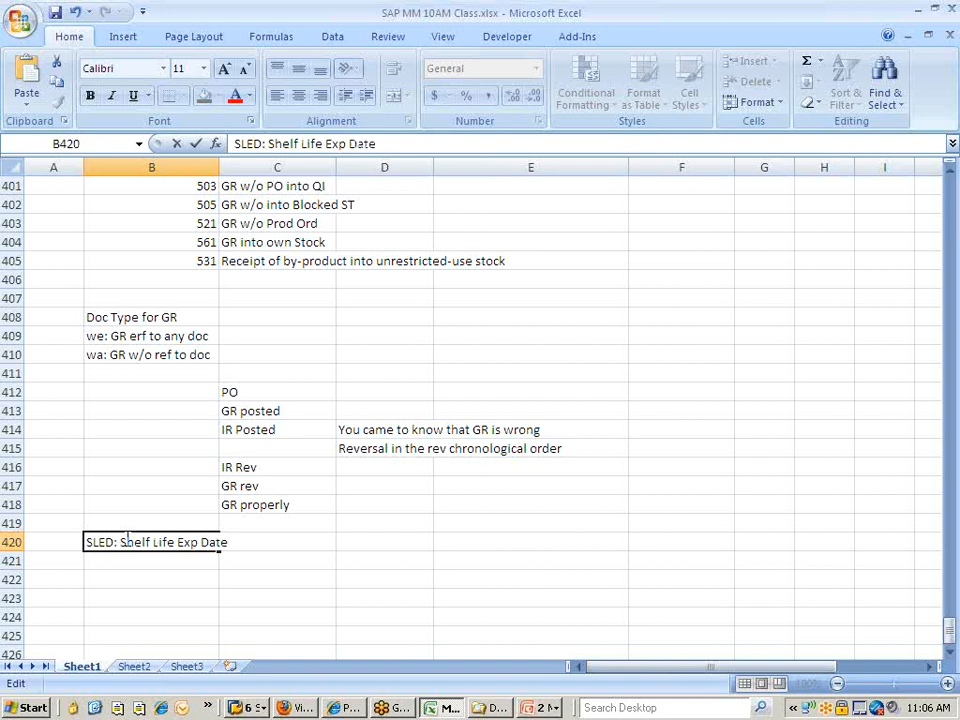 SAP MM 10AM Class.xlsx - Microsoft Excel
Home Insert Page Layout Formulas Data Review View Developer Add-Ins
Calibri 11 General
Paste B I U $ % , Conditional Formatting Format as Table Cell Styles Insert Delete Format Σ Sort & Filter Find & Select
Clipboard Font Alignment Number Styles Cells Editing
B420 fx SLED: Shelf Life Exp Date
A B C D E F G H I
401 503 GR w/o PO into QI
402 505 GR w/o into Blocked ST
403 521 GR w/o Prod Ord
404 561 GR into own Stock
405 531 Receipt of by-product into unrestricted-use stock
406
407
408 Doc Type for GR
409 we: GR erf to any doc
410 wa: GR w/o ref to doc
411
412 PO
413 GR posted
414 IR Posted You came to know that GR is wrong
415 Reversal in the rev chronological order
416 IR Rev
417 GR rev
418 GR properly
419
420 SLED: Shelf Life Exp Date
421
422
423
424
425
426
Sheet1 Sheet2 Sheet3
Edit 100%
Start » 6 S Vi... P... G... M... D... 2 M Search Desktop « 11:06 AM